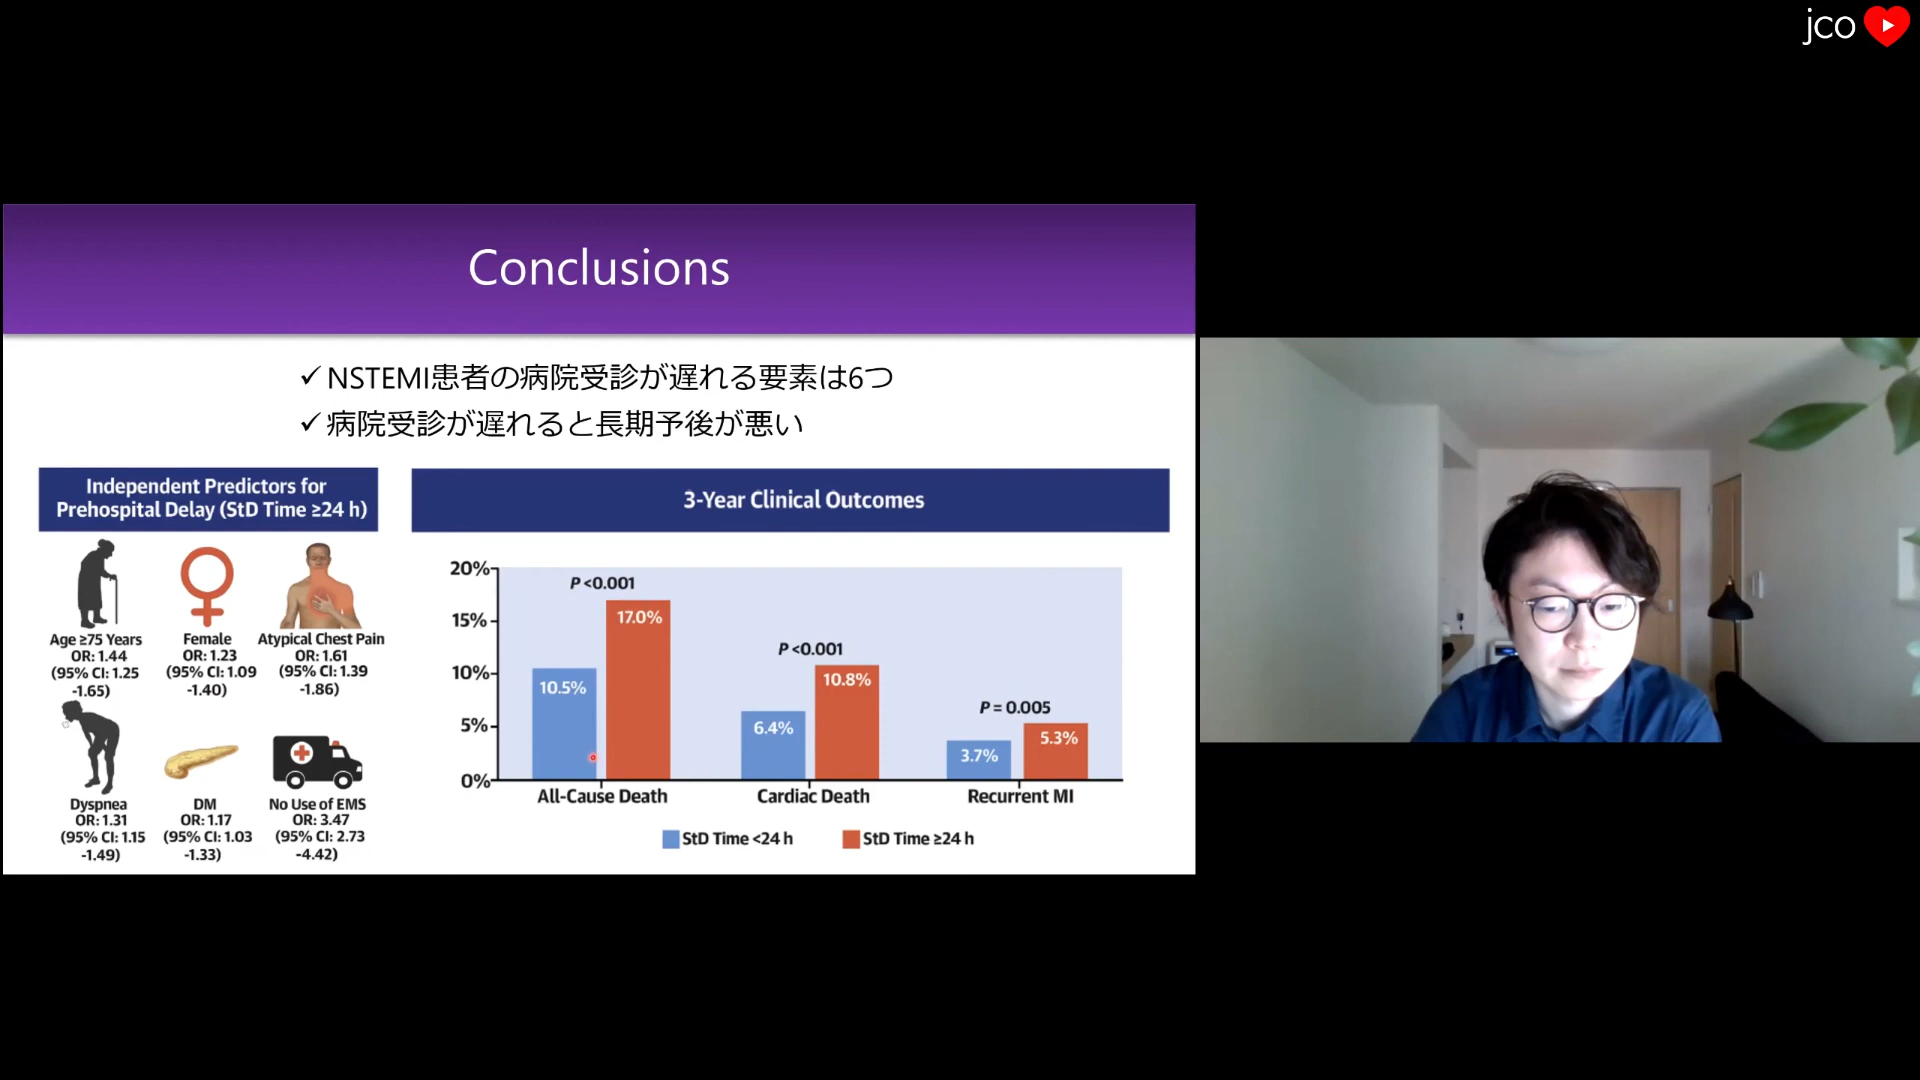 jco
Conclusions
✓ NSTEMI患者の病院受診が遅れる要素は6つ
✓ 病院受診が遅れると長期予後が悪い
Independent Predictors for
Prehospital Delay (StD Time ≥24 h)
Age ≥75 Years
OR: 1.44
(95% CI: 1.25
-1.65)
Female
OR: 1.23
(95% CI: 1.09
-1.40)
Atypical Chest Pain
OR: 1.61
(95% CI: 1.39
-1.86)
Dyspnea
OR: 1.31
(95% CI: 1.15
-1.49)
DM
OR: 1.17
(95% CI: 1.03
-1.33)
No Use of EMS
OR: 3.47
(95% CI: 2.73
-4.42)
3-Year Clinical Outcomes
20%
15%
10%
5%
0%
P <0.001
10.5%
17.0%
All-Cause Death
P <0.001
6.4%
10.8%
Cardiac Death
P = 0.005
3.7%
5.3%
Recurrent MI
StD Time <24 h
StD Time ≥24 h